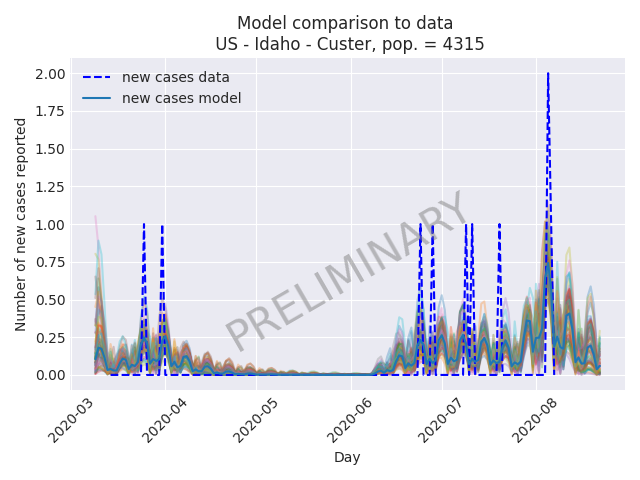 Model comparison to data
US - Idaho - Custer, pop. = 4315
new cases data
new cases model
Number of new cases reported
2.00
1.75
1.50
1.25
1.00
0.75
0.50
0.25
0.00
PRELIMINARY
2020-03
2020-04
2020-05
2020-06
2020-07
2020-08
Day